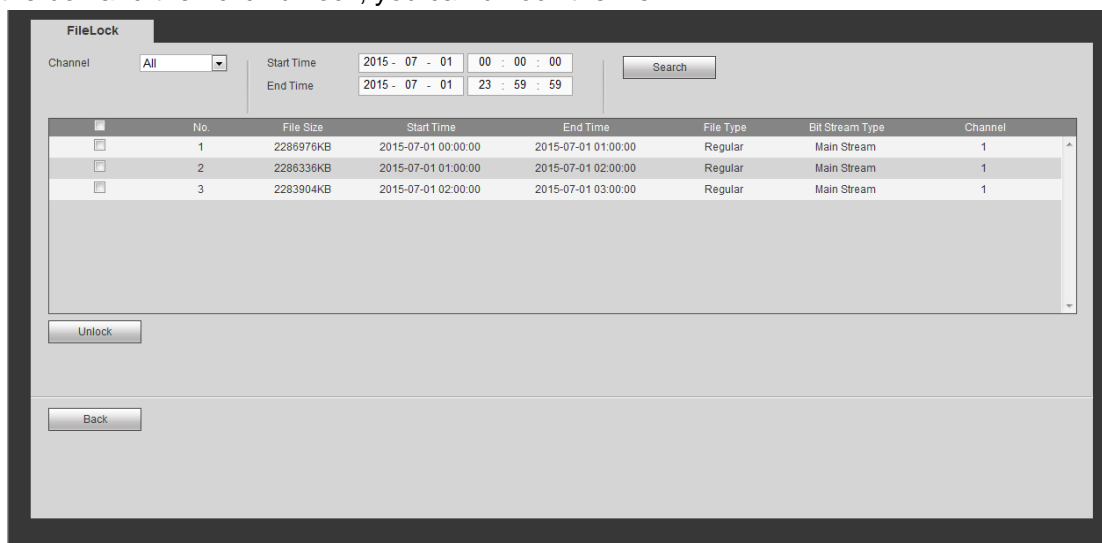 FileLock
Channel All Start Time 2015 - 07 - 01 00 : 00 : 00 Search
End Time 2015 - 07 - 01 23 : 59 : 59
No. File Size Start Time End Time File Type Bit Stream Type Channel
1 2286976KB 2015-07-01 00:00:00 2015-07-01 01:00:00 Regular Main Stream 1
2 2286336KB 2015-07-01 01:00:00 2015-07-01 02:00:00 Regular Main Stream 1
3 2283904KB 2015-07-01 02:00:00 2015-07-01 03:00:00 Regular Main Stream 1
Unlock
Back